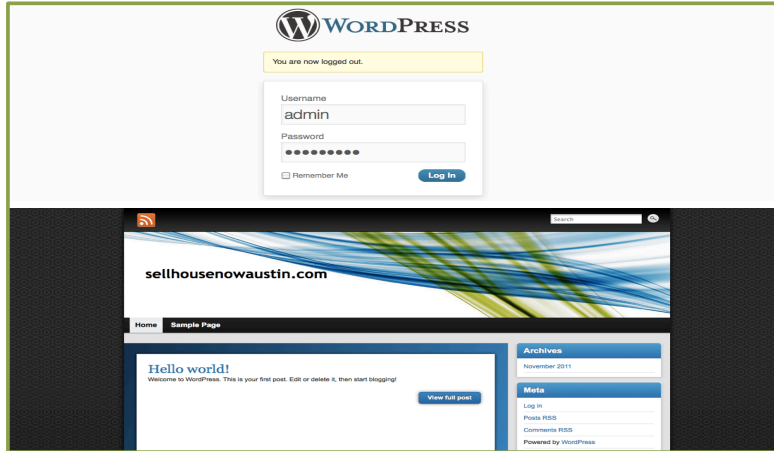 WORDPRESS
You are now logged out.
Username
admin
Password
Remember Me
Log In
Search
sellhousenowaustin.com
Home Sample Page
Hello world!
Welcome to WordPress. This is your first post. Edit or delete it, then start blogging!
View full post
Archives
November 2011
Meta
Log in
Posts RSS
Comments RSS
Powered by WordPress